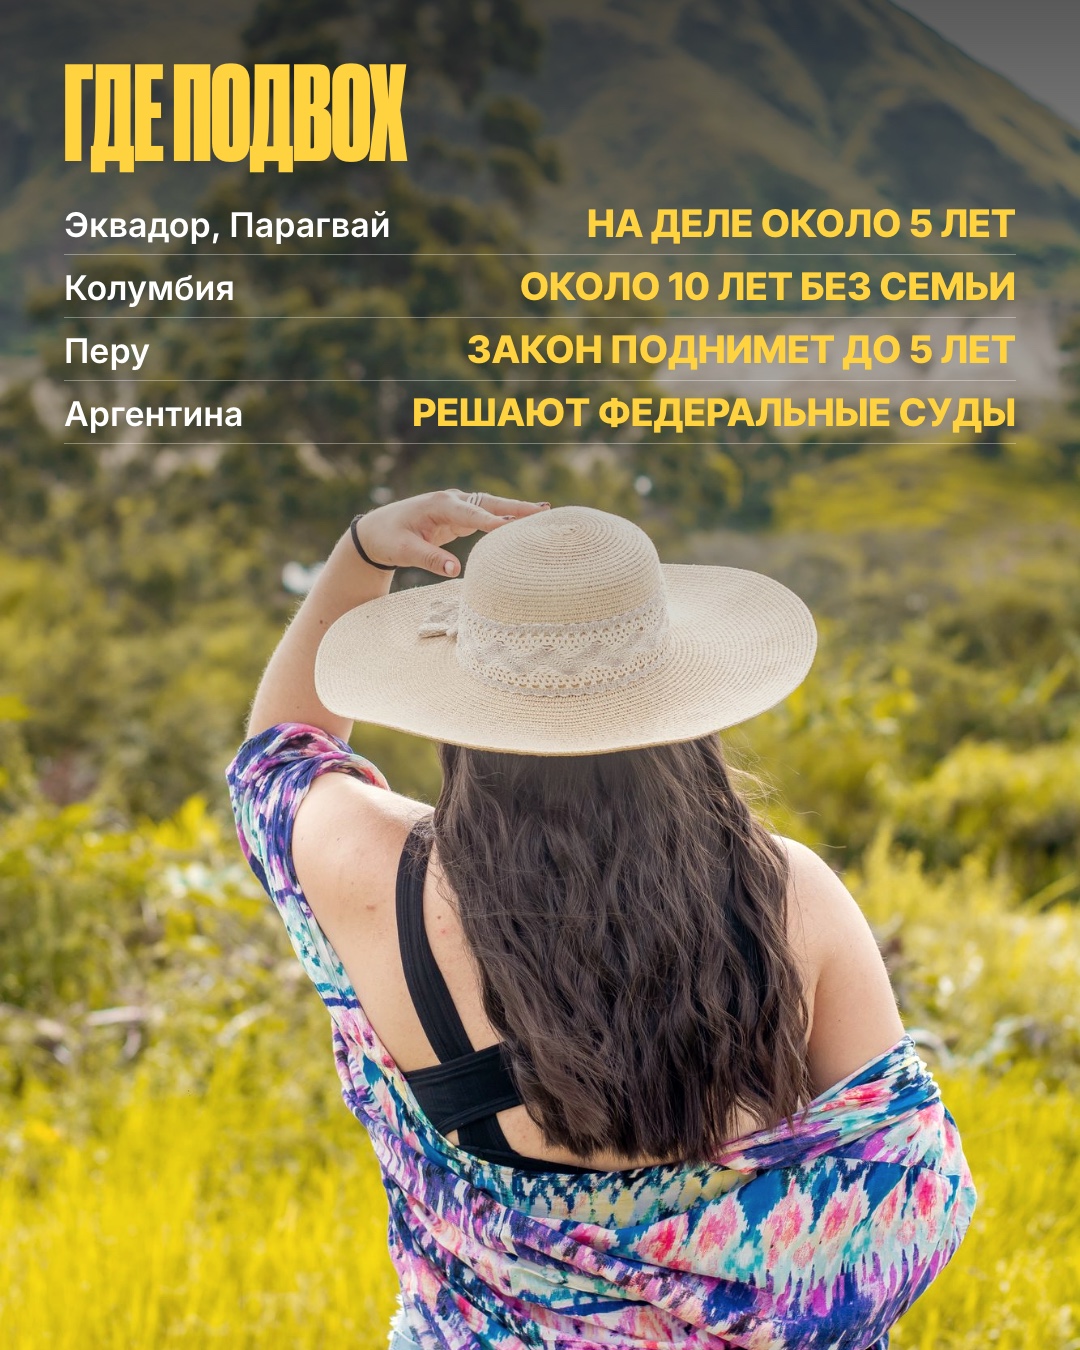 ГДЕ ПОДВОХ
Эквадор, Парагвай НА ДЕЛЕ ОКОЛО 5 ЛЕТ
Колумбия ОКОЛО 10 ЛЕТ БЕЗ СЕМЬИ
Перу ЗАКОН ПОДНИМЕТ ДО 5 ЛЕТ
Аргентина РЕШАЮТ ФЕДЕРАЛЬНЫЕ СУДЫ